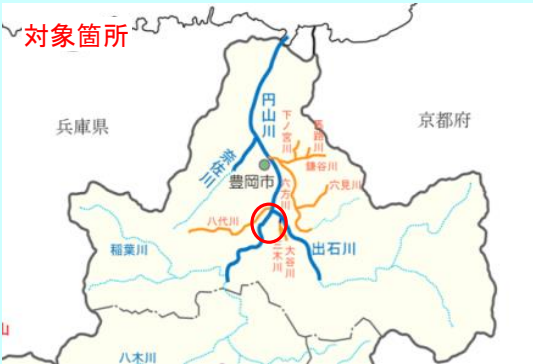 対象箇所
兵庫県
京都府
円山川
下ノ宮川
鎌谷川
奈佐川
豊岡市
六方川
穴見川
八代川
稲葉川
出石川
大谷川
八木川
山